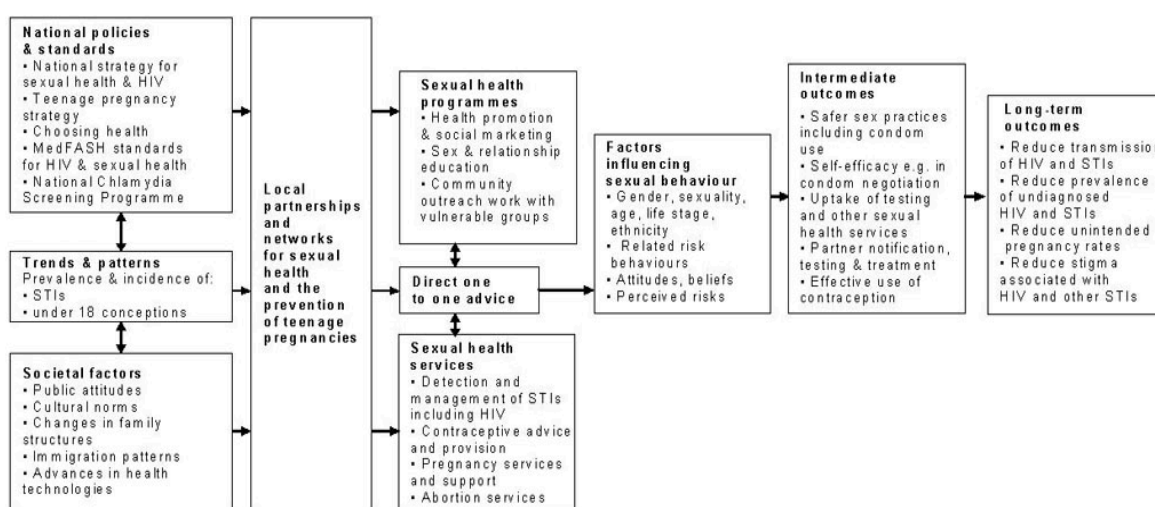 National policies
& standards
▪ National strategy for
sexual health & HIV
▪ Teenage pregnancy
strategy
▪ Choosing health
▪ MedFASH standards
for HIV & sexual health
▪ National Chlamydia
Screening Programme
Trends & patterns
Prevalence & incidence of:
▪ STIs
▪ under 18 conceptions
Societal factors
▪ Public attitudes
▪ Cultural norms
▪ Changes in family
structures
▪ Immigration patterns
▪ Advances in health
technologies
Local
partnerships
and
networks
for sexual
health
and the
prevention
of teenage
pregnancies
Sexual health
programmes
▪ Health promotion
& social marketing
▪ Sex & relationship
education
▪ Community
outreach work with
vulnerable groups
Direct one
to one advice
Sexual health
services
▪ Detection and
management of STIs
including HIV
▪ Contraceptive advice
and provision
▪ Pregnancy services
and support
▪ Abortion services
Factors
influencing
sexual behaviour
▪ Gender, sexuality,
age, life stage,
ethnicity
▪ Related risk
behaviours
▪ Attitudes, beliefs
▪ Perceived risks
Intermediate
outcomes
▪ Safer sex practices
including condom
use
▪ Self-efficacy e.g. in
condom negotiation
▪ Uptake of testing
and other sexual
health services
▪ Partner notification,
testing & treatment
▪ Effective use of
contraception
Long-term
outcomes
▪ Reduce transmission
of HIV and STIs
▪ Reduce prevalence
of undiagnosed
HIV and STIs
▪ Reduce unintended
pregnancy rates
▪ Reduce stigma
associated with
HIV and other STIs